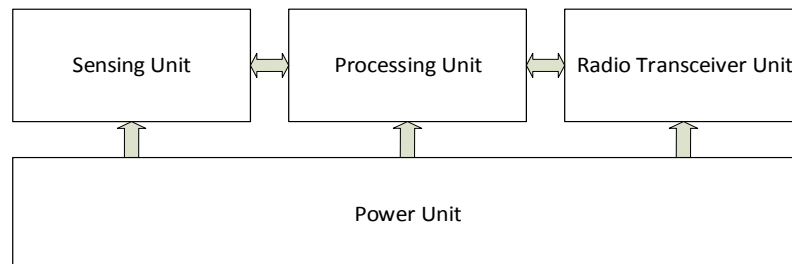 Sensing Unit
Processing Unit
Radio Transceiver Unit
Power Unit